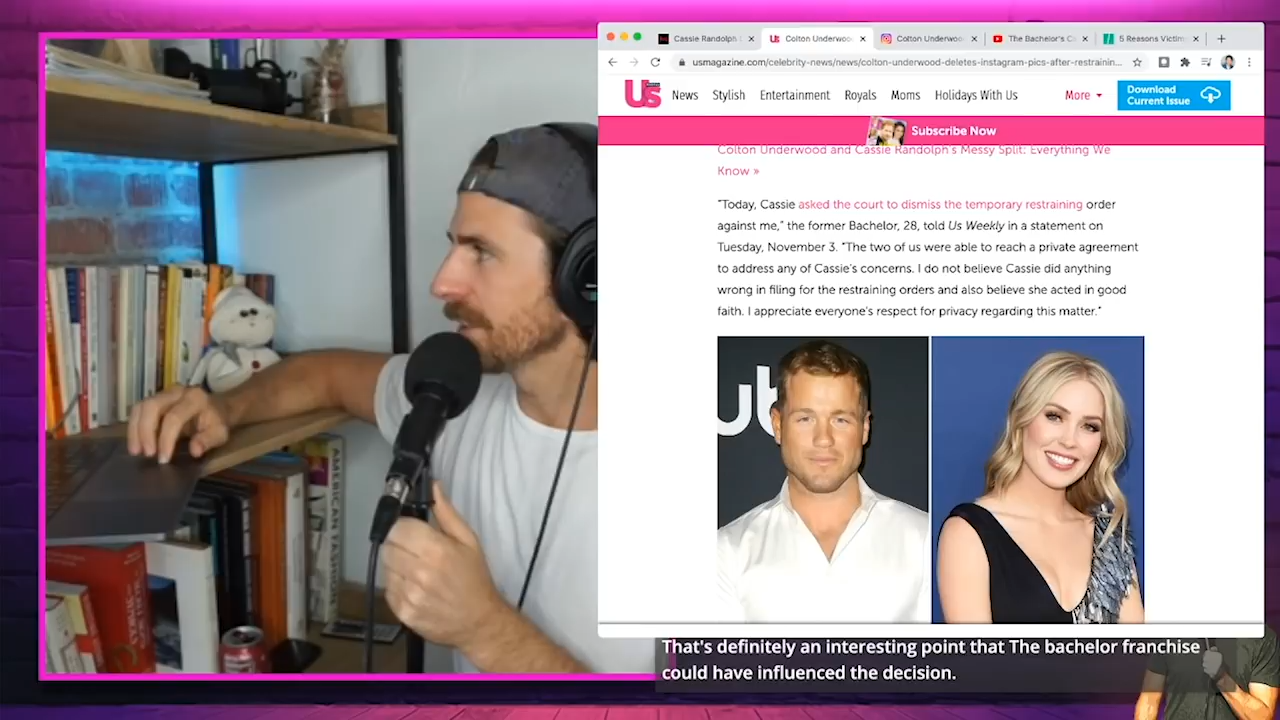 Cassie Randolph
Colton Underwoo
Colton Underwoo
The Bachelor's C
5 Reasons Victim
usmagazine.com/celebrity-news/news/colton-underwood-deletes-instagram-pics-after-restrainin...
Us
News
Stylish
Entertainment
Royals
Moms
Holidays With Us
More
Download
Current Issue
Subscribe Now
Colton Underwood and Cassie Randolph's Messy Split: Everything We
Know »
"Today, Cassie asked the court to dismiss the temporary restraining order
against me," the former Bachelor, 28, told Us Weekly in a statement on
Tuesday, November 3. "The two of us were able to reach a private agreement
to address any of Cassie's concerns. I do not believe Cassie did anything
wrong in filing for the restraining orders and also believe she acted in good
faith. I appreciate everyone's respect for privacy regarding this matter."
AMERICAN
That's definitely an interesting point that The bachelor franchise
could have influenced the decision.